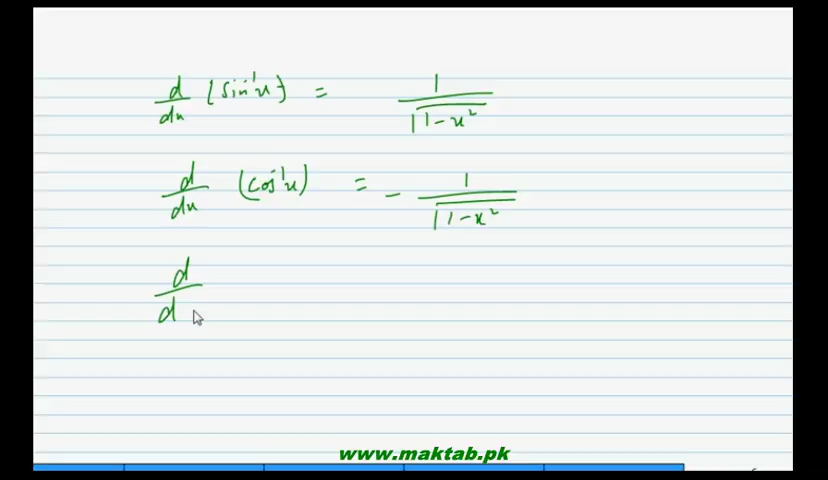 d/dx (sin⁻¹x) = 1/√(1-x²)
d/dx (cos⁻¹x) = - 1/√(1-x²)
d/d
www.maktab.pk